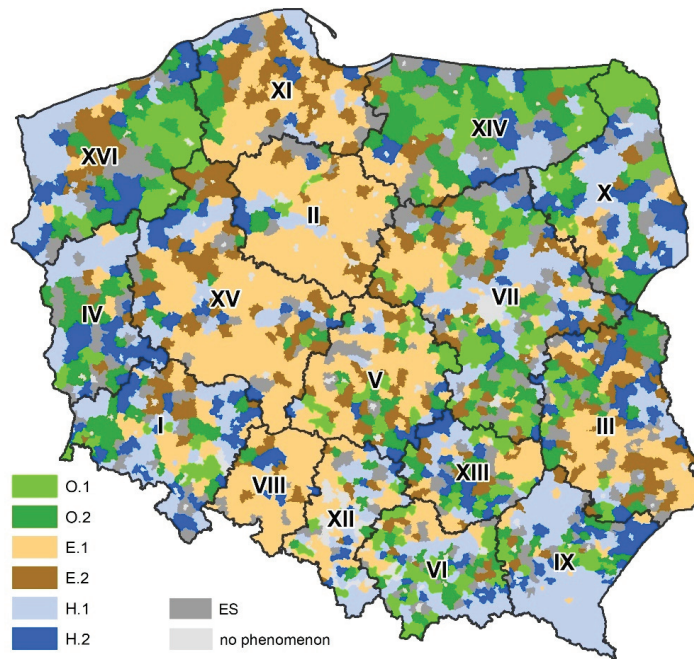 XI
XVI
XIV
X
II
VII
IV
XV
V
III
I
VIII
XIII
XII
VI
IX
O.1
O.2
E.1
E.2
H.1
H.2
ES
no phenomenon